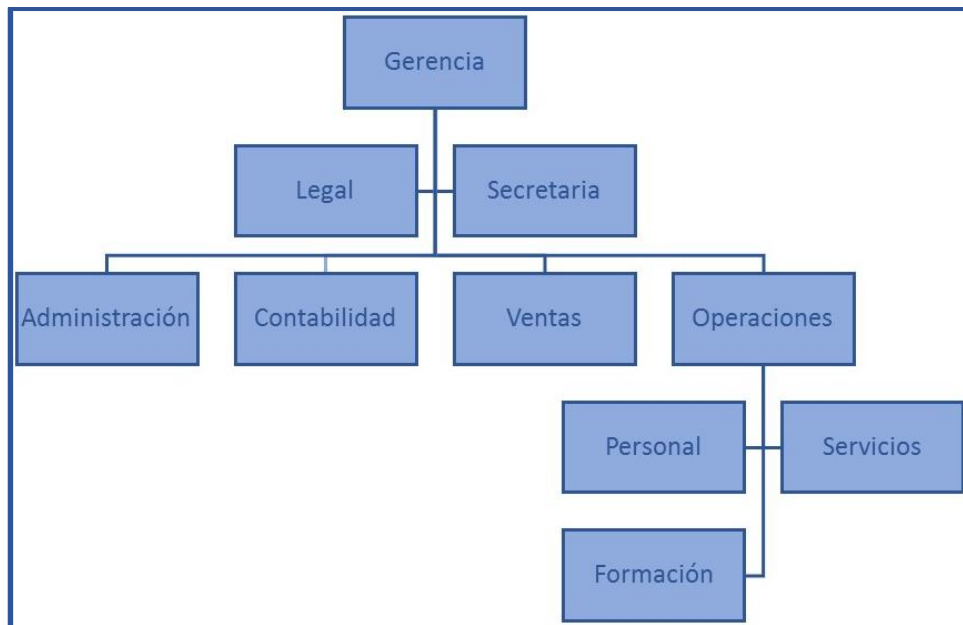 Gerencia
Legal
Secretaria
Administración
Contabilidad
Ventas
Operaciones
Personal
Servicios
Formación